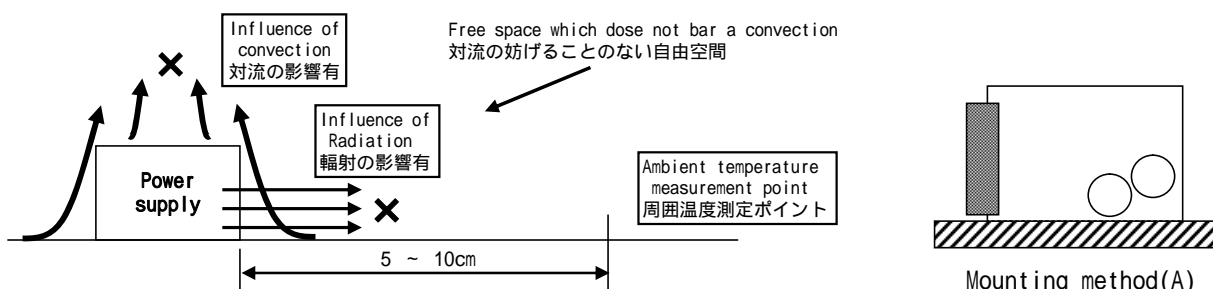 Influence of
convection
対流の影響有
Free space which dose not bar a convection
対流の妨げることのない自由空間
Influence of
Radiation
輻射の影響有
Power
supply
Ambient temperature
measurement point
周囲温度測定ポイント
5 ~ 10cm
Mounting method(A)